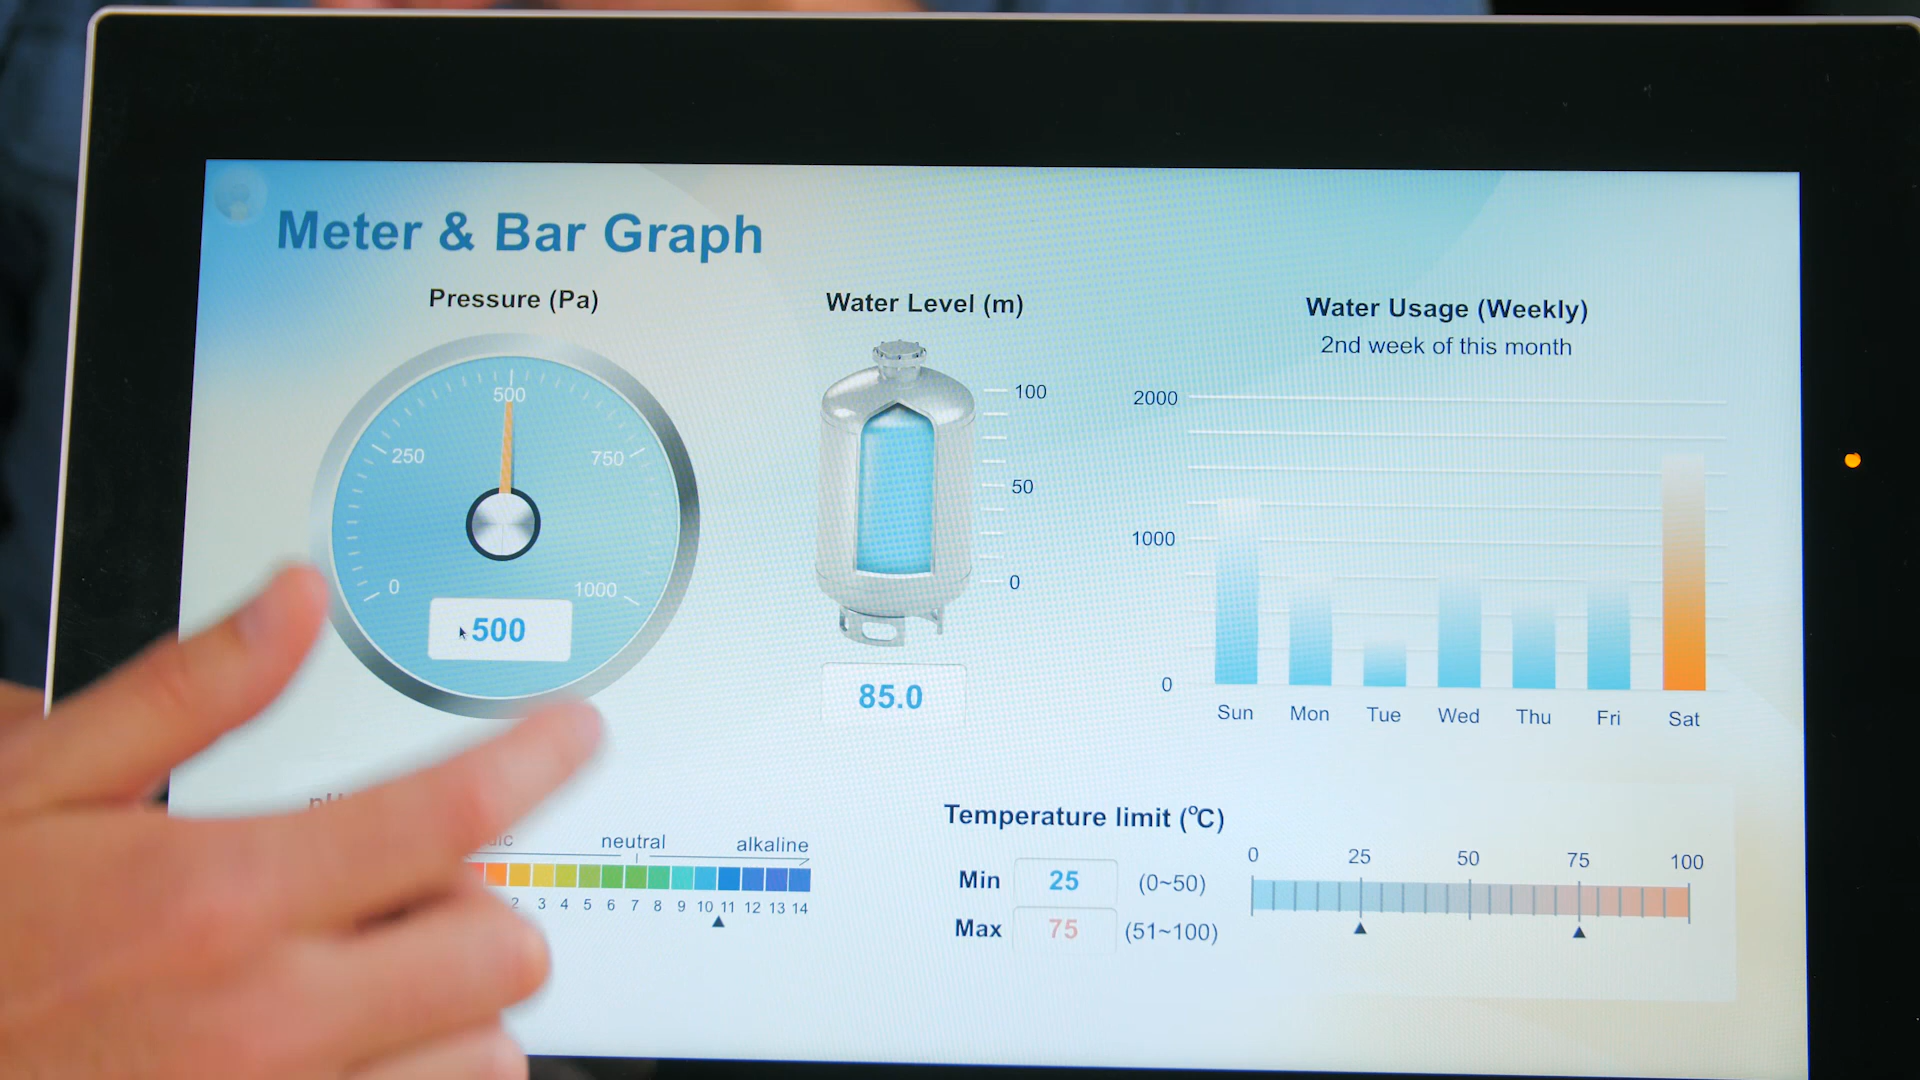 Meter & Bar Graph
Pressure (Pa)
500
250
750
0
1000
500
Water Level (m)
100
50
0
85.0
Water Usage (Weekly)
2nd week of this month
2000
1000
0
Sun Mon Tue Wed Thu Fri Sat
neutral alkaline
2 3 4 5 6 7 8 9 10 11 12 13 14
Temperature limit (℃)
Min 25 (0~50)
Max 75 (51~100)
0 25 50 75 100